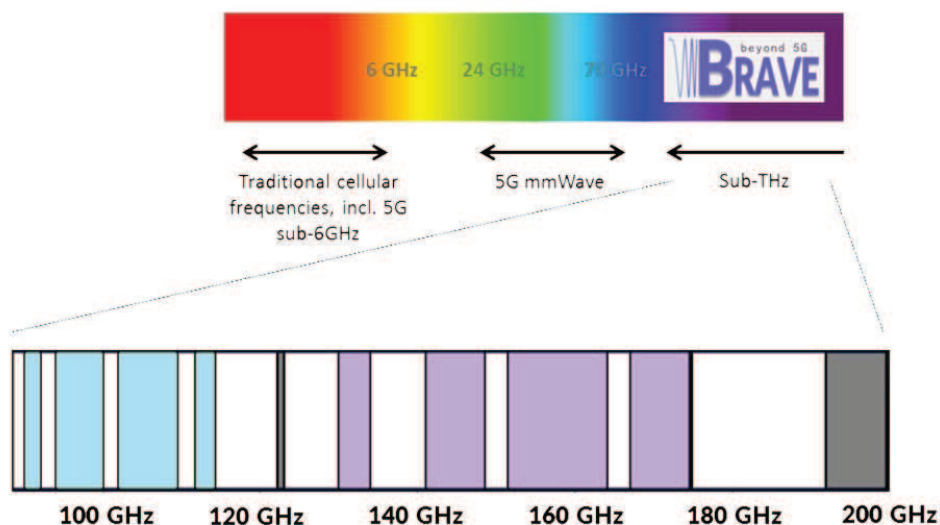 6 GHz 24 GHz 70 GHz
beyond 5G
BRAVE
Traditional cellular
frequencies, incl. 5G
sub-6GHz
5G mmWave
Sub-THz
100 GHz 120 GHz 140 GHz 160 GHz 180 GHz 200 GHz